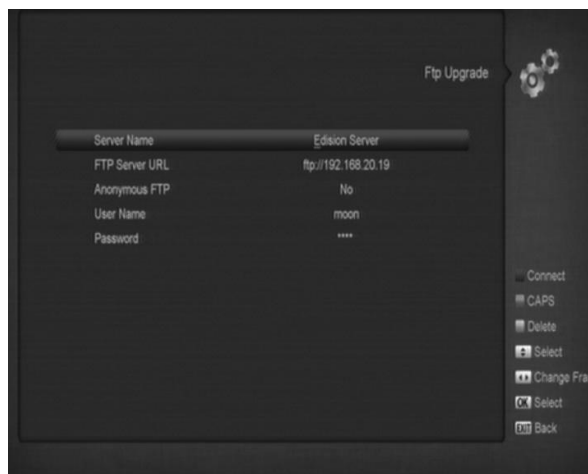 Ftp Upgrade
Server Name Edision Server
FTP Server URL ftp://192.168.20.19
Anonymous FTP No
User Name moon
Password ****
Connect
CAPS
Delete
Select
Change Fra
OK Select
EXIT Back